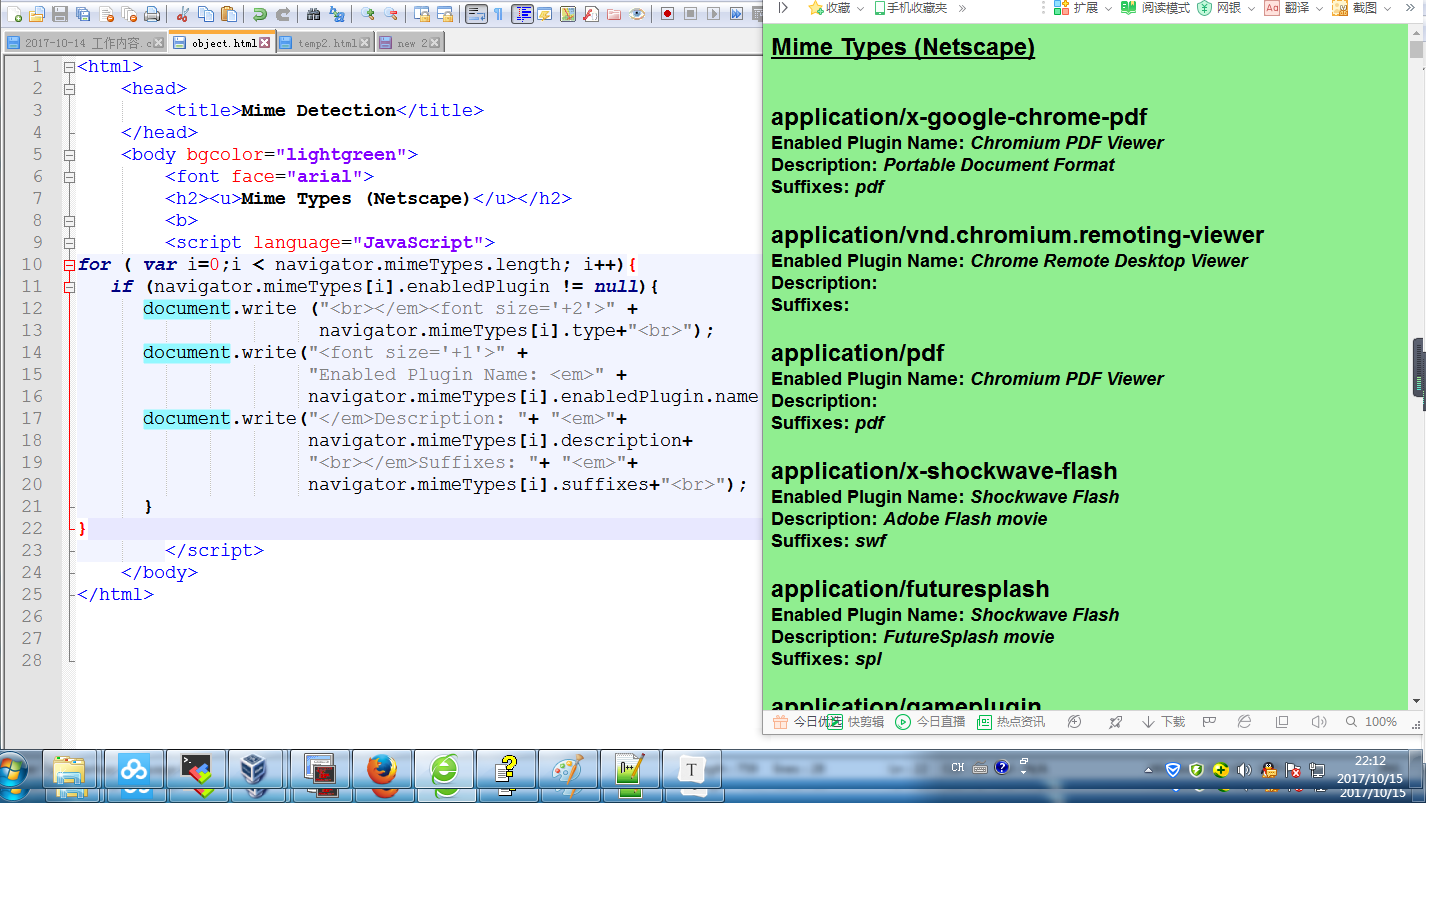 收藏 手机收藏夹 » 扩展 阅读模式 网银 翻译 截图 »
2017-10-14 工作内容.c object.html temp2.html new 2
1 <html>
2 <head>
3 <title>Mime Detection</title>
4 </head>
5 <body bgcolor="lightgreen">
6 <font face="arial">
7 <h2><u>Mime Types (Netscape)</u></h2>
8 <b>
9 <script language="JavaScript">
10 for ( var i=0;i < navigator.mimeTypes.length; i++){
11 if (navigator.mimeTypes[i].enabledPlugin != null){
12 document.write ("<br></em><font size='+2'>" +
13 navigator.mimeTypes[i].type+"<br>");
14 document.write("<font size='+1'>" +
15 "Enabled Plugin Name: <em>" +
16 navigator.mimeTypes[i].enabledPlugin.name
17 document.write("</em>Description: "+ "<em>"+
18 navigator.mimeTypes[i].description+
19 "<br></em>Suffixes: "+ "<em>"+
20 navigator.mimeTypes[i].suffixes+"<br>");
21 }
22 }
23 </script>
24 </body>
25 </html>
26
27
28
Mime Types (Netscape)
application/x-google-chrome-pdf
Enabled Plugin Name: Chromium PDF Viewer
Description: Portable Document Format
Suffixes: pdf
application/vnd.chromium.remoting-viewer
Enabled Plugin Name: Chrome Remote Desktop Viewer
Description:
Suffixes:
application/pdf
Enabled Plugin Name: Chromium PDF Viewer
Description:
Suffixes: pdf
application/x-shockwave-flash
Enabled Plugin Name: Shockwave Flash
Description: Adobe Flash movie
Suffixes: swf
application/futuresplash
Enabled Plugin Name: Shockwave Flash
Description: FutureSplash movie
Suffixes: spl
application/gameplugin
今日优选 快剪辑 今日直播 热点资讯 下载 100%
CH
22:12
2017/10/15
2017/10/15